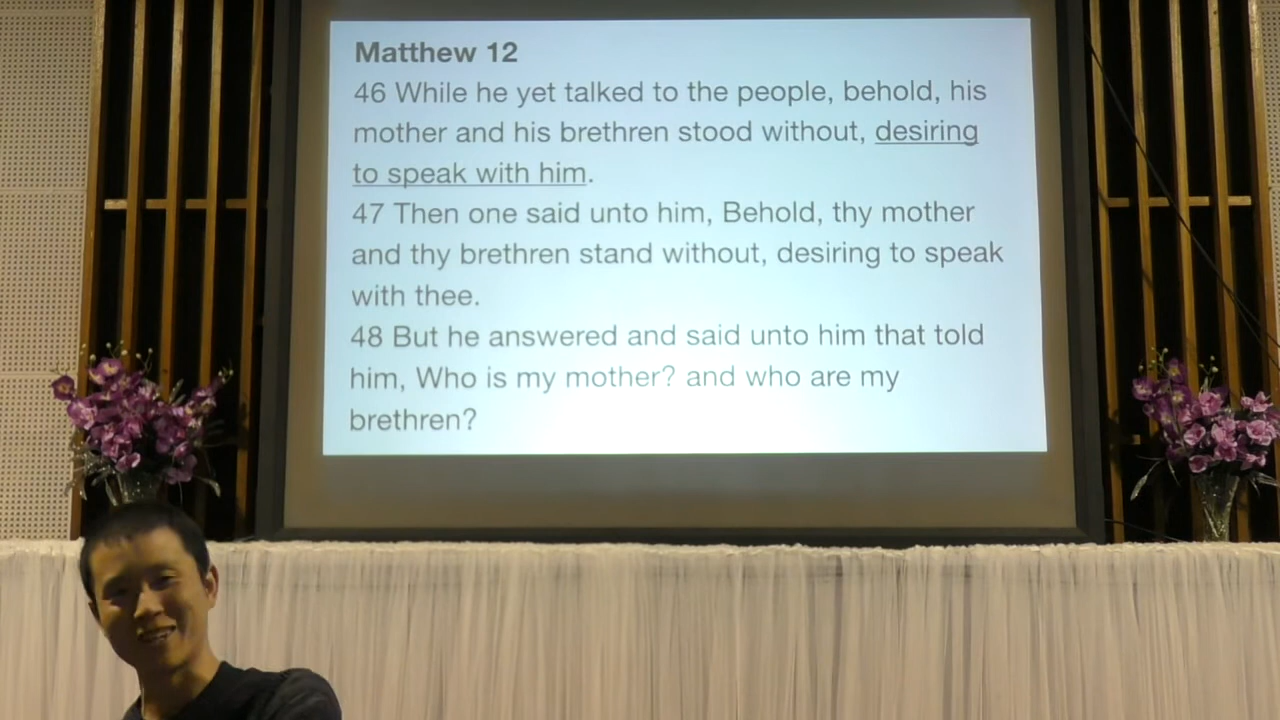 Matthew 12
46 While he yet talked to the people, behold, his
mother and his brethren stood without, desiring
to speak with him.
47 Then one said unto him, Behold, thy mother
and thy brethren stand without, desiring to speak
with thee.
48 But he answered and said unto him that told
him, Who is my mother? and who are my
brethren?